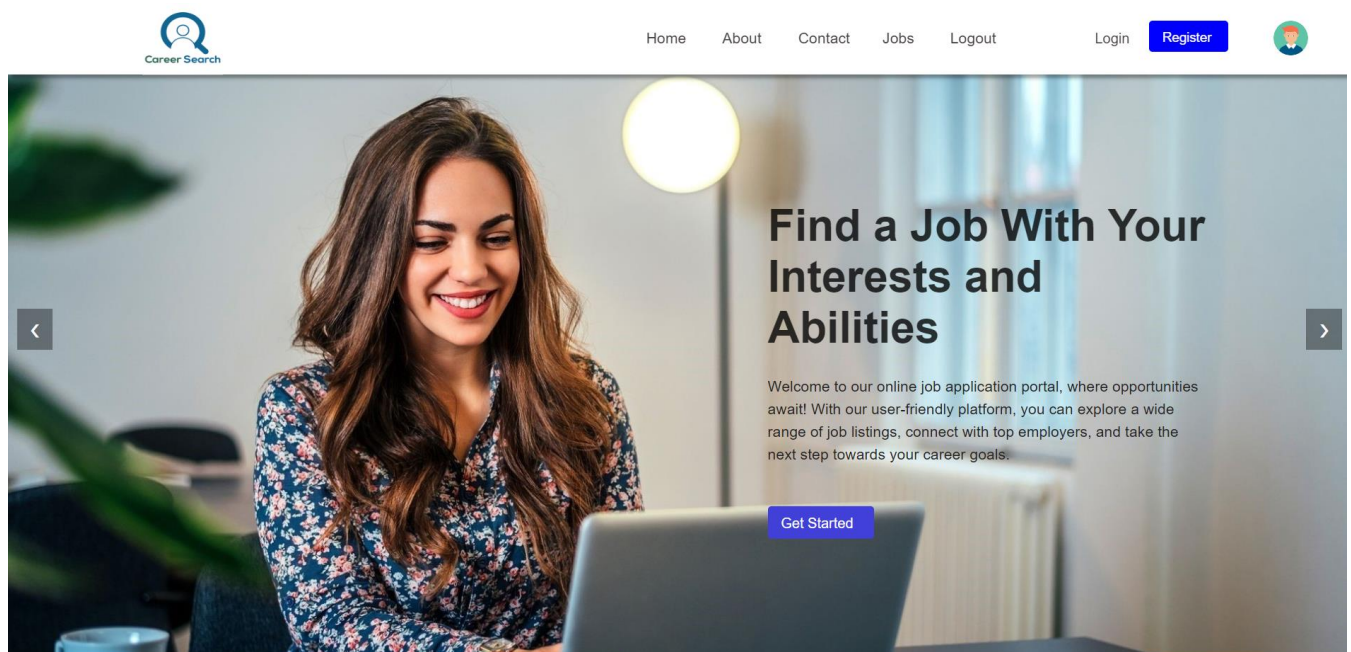 Career Search
Home About Contact Jobs Logout Login Register
Find a Job With Your
Interests and
Abilities
Welcome to our online job application portal, where opportunities
await! With our user-friendly platform, you can explore a wide
range of job listings, connect with top employers, and take the
next step towards your career goals.
Get Started